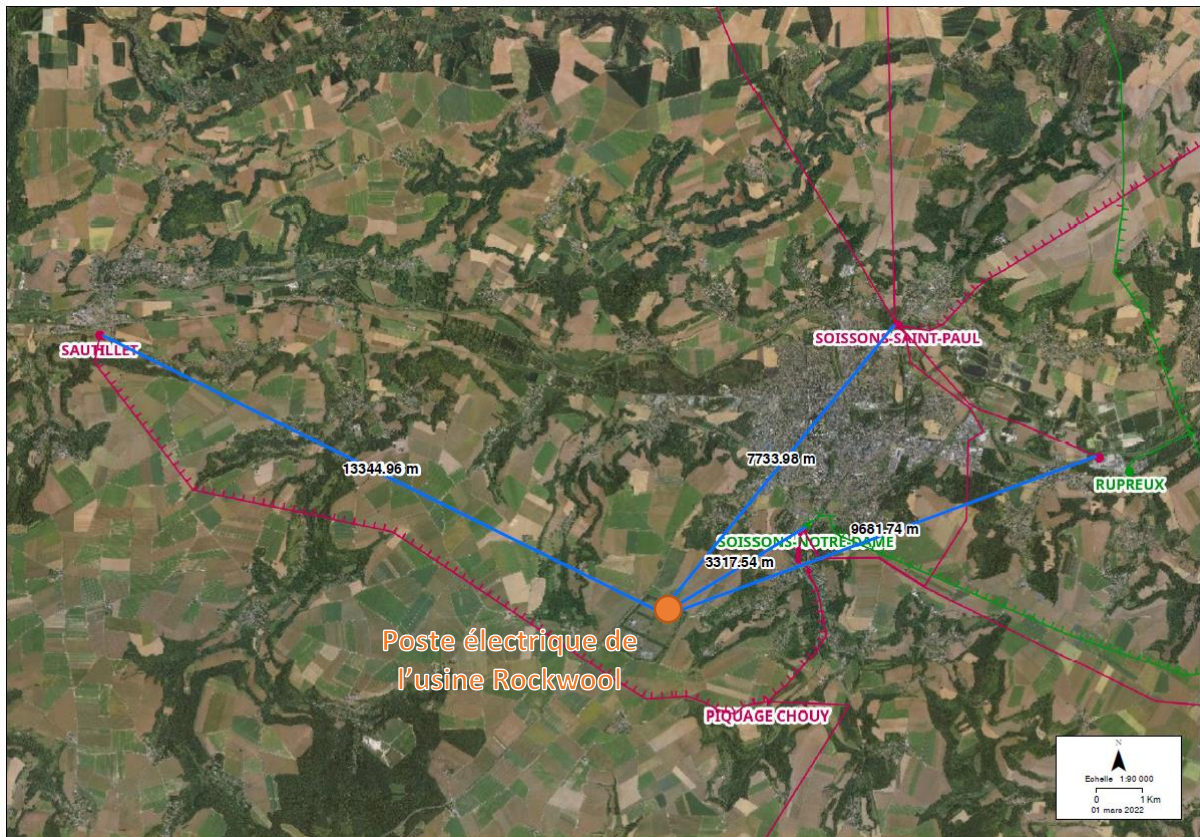 SOISSONS-SAINT-PAUL
SAUTILLET
7733.98 m
13344.96 m
RUPREUX
9681.74 m
SOISSONS-NOTRE-DAME
3317.54 m
Poste électrique de
l'usine Rockwool
PIQUAGE CHOUY
N
Echelle 1:90 000
0 1 Km
01 mars 2022